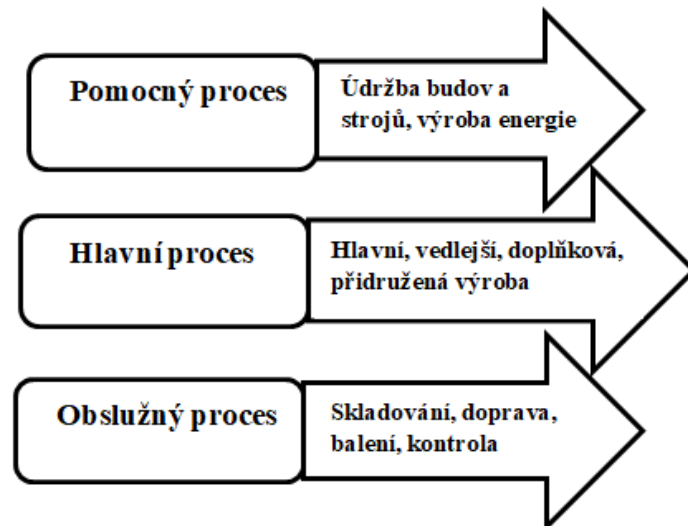 Pomocný proces
Údržba budov a
strojů, výroba energie
Hlavní proces
Hlavní, vedlejší, doplňková,
přidružená výroba
Obslužný proces
Skladování, doprava,
balení, kontrola